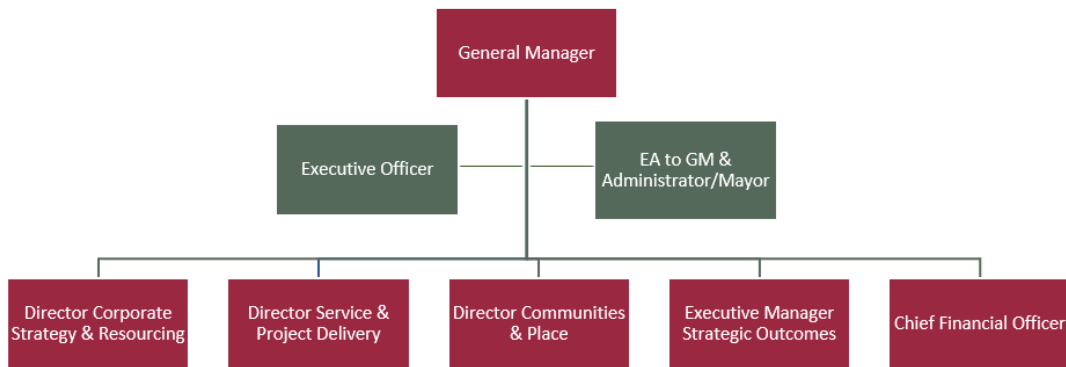 General Manager
Executive Officer
EA to GM &
Administrator/Mayor
Director Corporate
Strategy & Resourcing
Director Service &
Project Delivery
Director Communities
& Place
Executive Manager
Strategic Outcomes
Chief Financial Officer